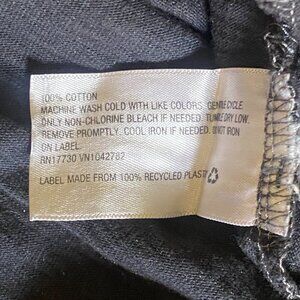 100% COTTON
MACHINE WASH COLD WITH LIKE COLORS. GENTLE CYCLE.
ONLY NON-CHLORINE BLEACH IF NEEDED. TUMBLE DRY LOW.
REMOVE PROMPTLY. COOL IRON IF NEEDED. DO NOT IRON
ON LABEL.
RN17730 VN1042782
LABEL MADE FROM 100% RECYCLED PLASTIC